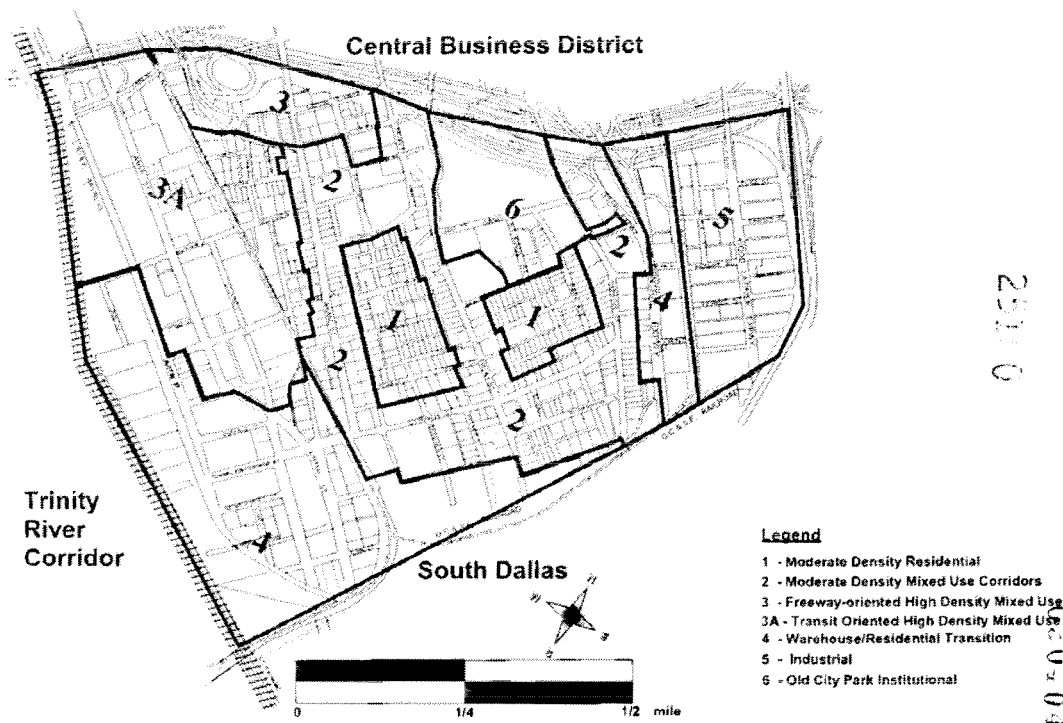 Central Business District
3
3A
2
6
5
2
4
1
1
2
2
4
Trinity
River
Corridor
South Dallas
0 1/4 1/2 mile
Legend
1 - Moderate Density Residential
2 - Moderate Density Mixed Use Corridors
3 - Freeway-oriented High Density Mixed Use
3A - Transit Oriented High Density Mixed Use
4 - Warehouse/Residential Transition
5 - Industrial
6 - Old City Park Institutional